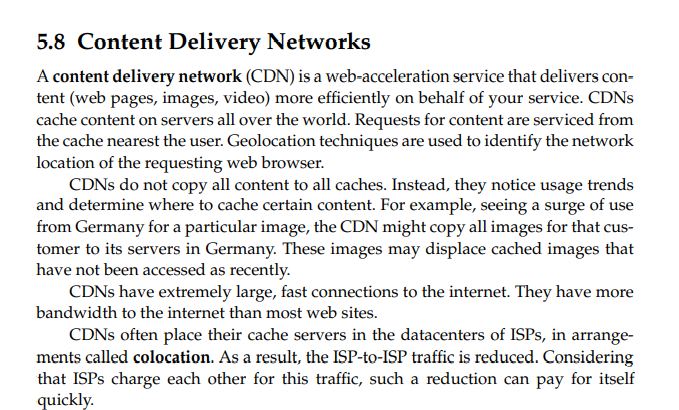 5.8 Content Delivery Networks
A content delivery network (CDN) is a web-acceleration service that delivers con-
tent (web pages, images, video) more efficiently on behalf of your service. CDNs
cache content on servers all over the world. Requests for content are serviced from
the cache nearest the user. Geolocation techniques are used to identify the network
location of the requesting web browser.
CDNs do not copy all content to all caches. Instead, they notice usage trends
and determine where to cache certain content. For example, seeing a surge of use
from Germany for a particular image, the CDN might copy all images for that cus-
tomer to its servers in Germany. These images may displace cached images that
have not been accessed as recently.
CDNs have extremely large, fast connections to the internet. They have more
bandwidth to the internet than most web sites.
CDNs often place their cache servers in the datacenters of ISPs, in arrange-
ments called colocation. As a result, the ISP-to-ISP traffic is reduced. Considering
that ISPs charge each other for this traffic, such a reduction can pay for itself
quickly.